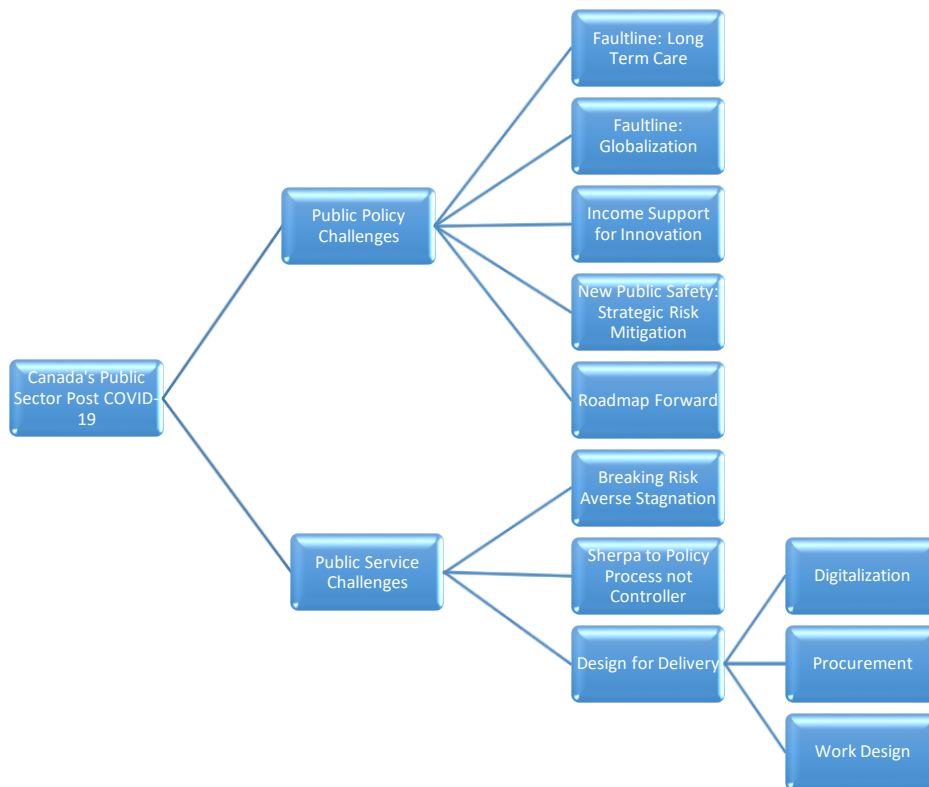 Faultline: Long
Term Care
Faultline:
Globalization
Public Policy
Challenges
Income Support
for Innovation
New Public Safety:
Strategic Risk
Mitigation
Canada's Public
Sector Post COVID-
19
Roadmap Forward
Breaking Risk
Averse Stagnation
Public Service
Challenges
Sherpa to Policy
Process not
Controller
Digitalization
Design for Delivery
Procurement
Work Design